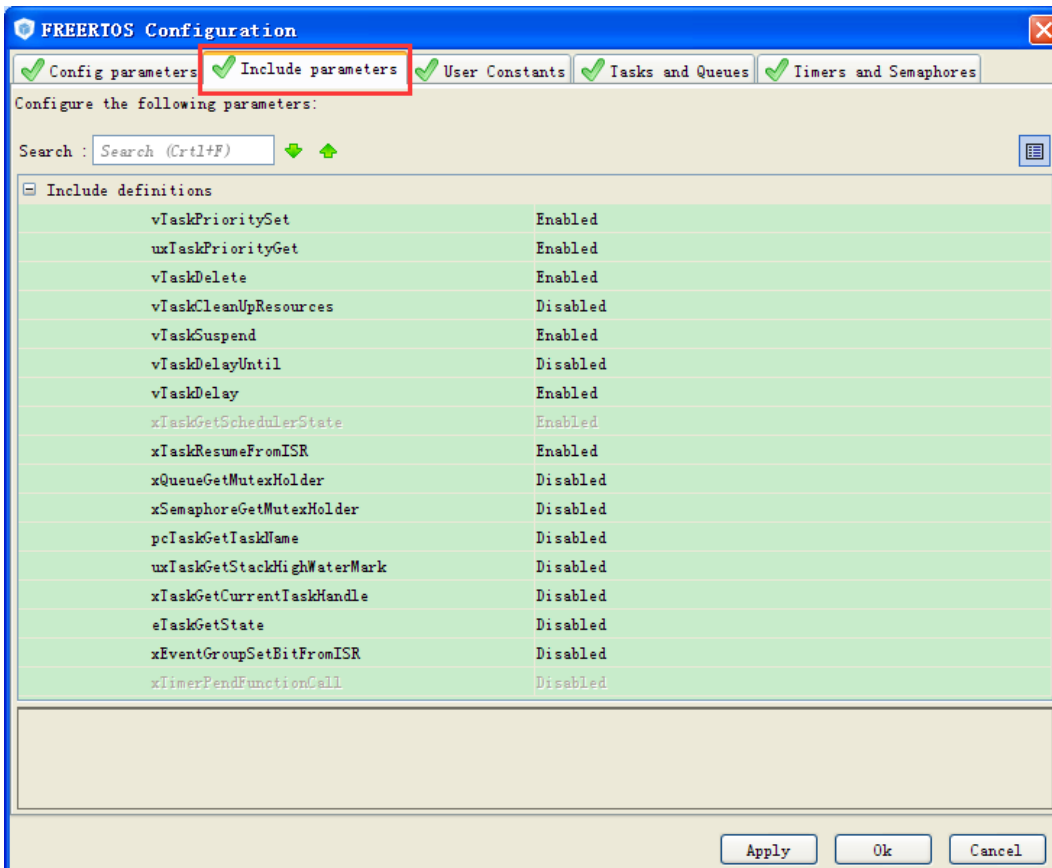 FREERTOS Configuration
Config parameters Include parameters User Constants Tasks and Queues Timers and Semaphores
Configure the following parameters:
Search : Search (Crtl+F)
Include definitions
vTaskPrioritySet Enabled
uxTaskPriorityGet Enabled
vTaskDelete Enabled
vTaskCleanUpResources Disabled
vTaskSuspend Enabled
vTaskDelayUntil Disabled
vTaskDelay Enabled
xTaskGetSchedulerState Enabled
xTaskResumeFromISR Enabled
xQueueGetMutexHolder Disabled
xSemaphoreGetMutexHolder Disabled
pcTaskGetTaskName Disabled
uxTaskGetStackHighWaterMark Disabled
xTaskGetCurrentTaskHandle Disabled
eTaskGetState Disabled
xEventGroupSetBitFromISR Disabled
xTimerPendFunctionCall Disabled
Apply Ok Cancel